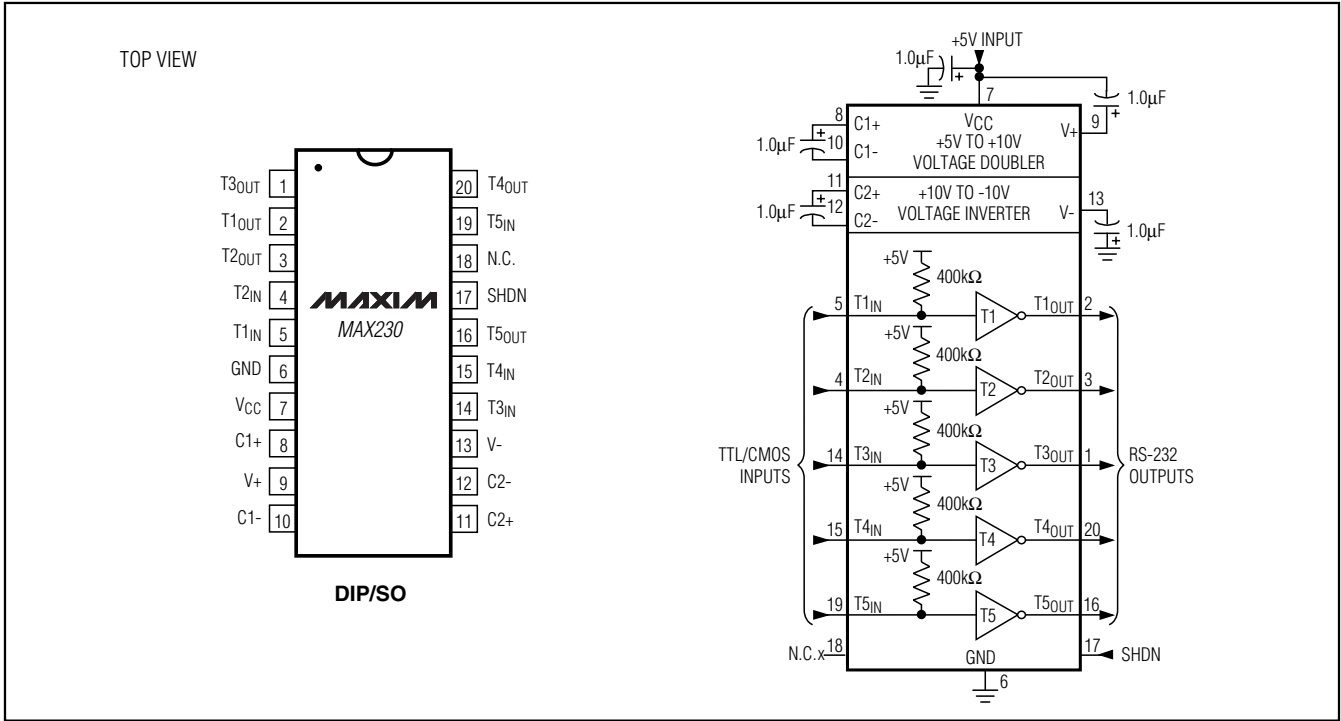 TOP VIEW
T3OUT 1
T1OUT 2
T2OUT 3
T2IN 4
T1IN 5
GND 6
VCC 7
C1+ 8
V+ 9
C1- 10
MAXIM
MAX230
20 T4OUT
19 T5IN
18 N.C.
17 SHDN
16 T5OUT
15 T4IN
14 T3IN
13 V-
12 C2-
11 C2+
DIP/SO
+5V INPUT
1.0µF
+
7
1.0µF
+
8 C1+
1.0µF
+
10 C1-
VCC
+5V TO +10V
VOLTAGE DOUBLER
V+ 9
11 C2+
1.0µF
+
12 C2-
+10V TO -10V
VOLTAGE INVERTER
V- 13
1.0µF
+
TTL/CMOS
INPUTS
+5V
400kΩ
5 T1IN T1 T1OUT 2
+5V
400kΩ
4 T2IN T2 T2OUT 3
+5V
400kΩ
14 T3IN T3 T3OUT 1
+5V
400kΩ
15 T4IN T4 T4OUT 20
+5V
400kΩ
19 T5IN T5 T5OUT 16
RS-232
OUTPUTS
N.C.x 18
GND
6
17 SHDN